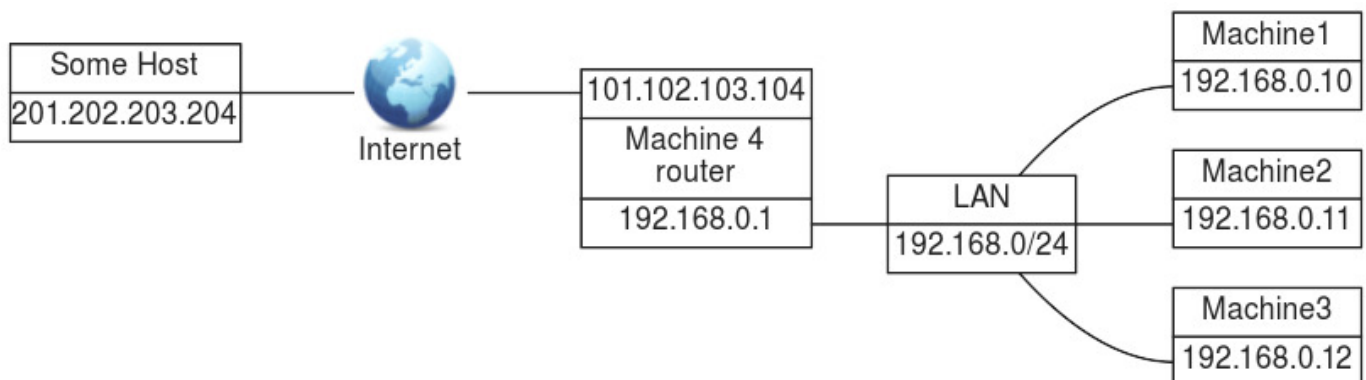 Some Host
201.202.203.204
Internet
101.102.103.104
Machine 4
router
192.168.0.1
LAN
192.168.0/24
Machine1
192.168.0.10
Machine2
192.168.0.11
Machine3
192.168.0.12